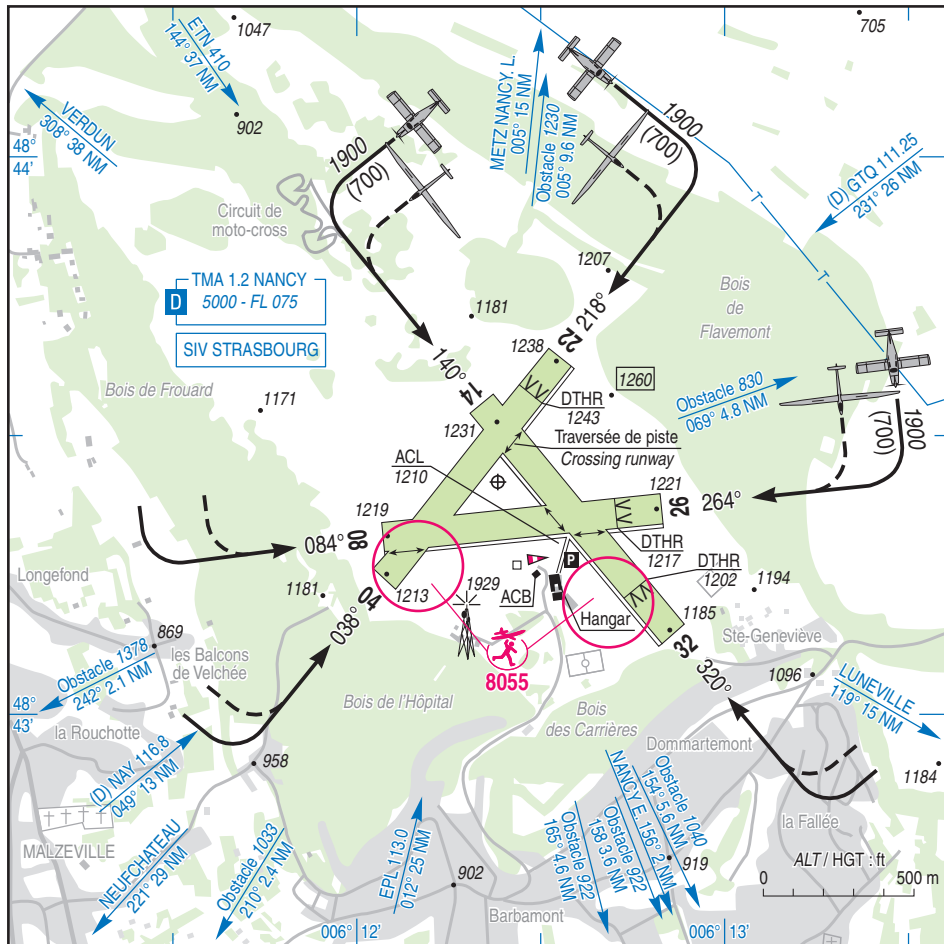 1047
705
ETN 410
144° 37 NM
902
VERDUN
308° 38 NM
48°
44'
1900
(700)
METZ NANCY. L.
005° 15 NM
Obstacle 1230
005° 9.6 NM
1900
(700)
(D) GTQ 111.25
231° 26 NM
T
T
Circuit de
moto-cross
1207
Bois
de
Flavemont
TMA 1.2 NANCY
D
5000 - FL 075
SIV STRASBOURG
1181
218°
22
1238
140°
14
1260
DTHR
1243
Obstacle 830
069° 4.8 NM
1900
(700)
Bois de Frouard
1171
1231
Traversée de piste
Crossing runway
ACL
1210
1221
26
264°
1219
08
084°
DTHR
1217
DTHR
1202
P
H
Longefond
1181
1213
04
038°
1929
ACB
Hangar
1194
1185
32
320°
Ste-Geneviève
869
les Balcons
de Velchée
Obstacle 1378
242° 2.1 NM
8055
1096
LUNEVILLE
119° 15 NM
48°
43'
la Rouchotte
Bois de l'Hôpital
Bois
des Carrières
Dommartemont
(D) NAY 116.8
049° 13 NM
958
1184
la Fallée
MALZEVILLE
NEUFCHATEAU
221° 29 NM
Obstacle 1033
210° 2.4 NM
EPL 113.0
012° 25 NM
902
Obstacle 922
165° 4.6 NM
Obstacle 922
158 3.6 NM
NANCY E. 156° 2 NM
Obstacle 1040
154° 5.6 NM
919
ALT / HGT : ft
0
500 m
Barbamont
006° 12'
006° 13'